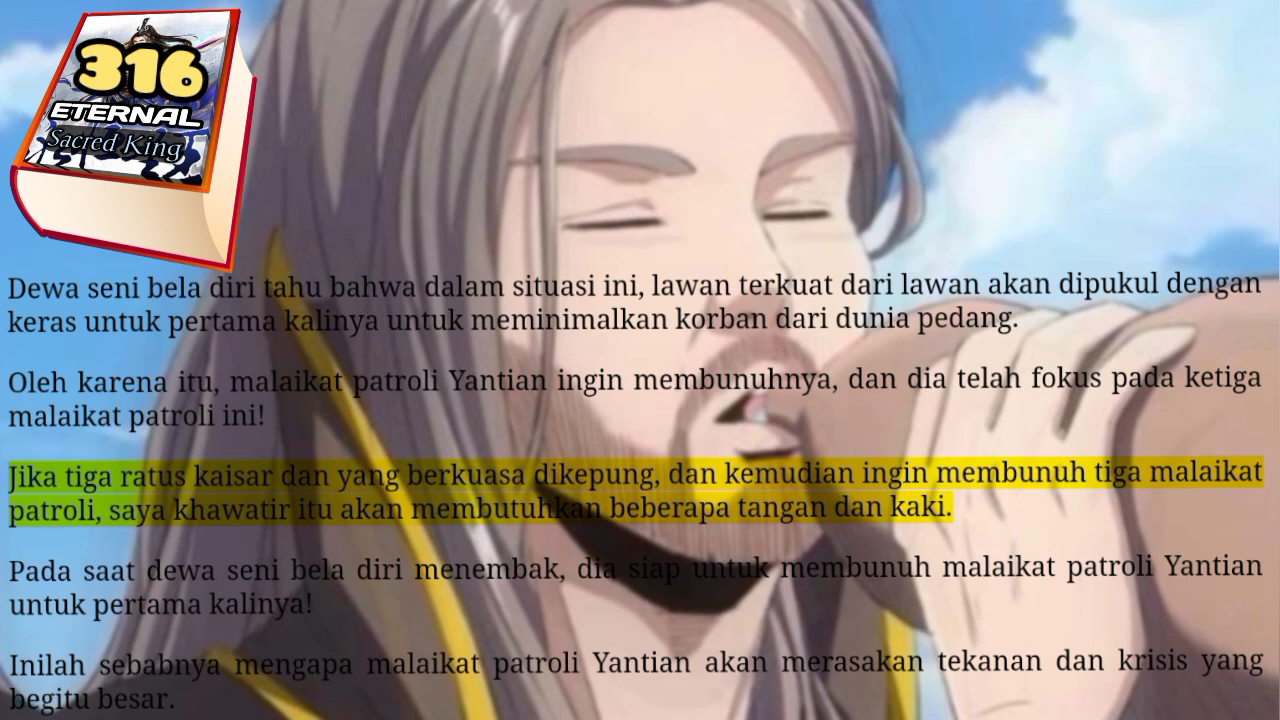 316
ETERNAL
Sacred King
Dewa seni bela diri tahu bahwa dalam situasi ini, lawan terkuat dari lawan akan dipukul dengan
keras untuk pertama kalinya untuk meminimalkan korban dari dunia pedang.
Oleh karena itu, malaikat patroli Yantian ingin membunuhnya, dan dia telah fokus pada ketiga
malaikat patroli ini!
Jika tiga ratus kaisar dan yang berkuasa dikepung, dan kemudian ingin membunuh tiga malaikat
patroli, saya khawatir itu akan membutuhkan beberapa tangan dan kaki.
Pada saat dewa seni bela diri menembak, dia siap untuk membunuh malaikat patroli Yantian
untuk pertama kalinya!
Inilah sebabnya mengapa malaikat patroli Yantian akan merasakan tekanan dan krisis yang
begitu besar.